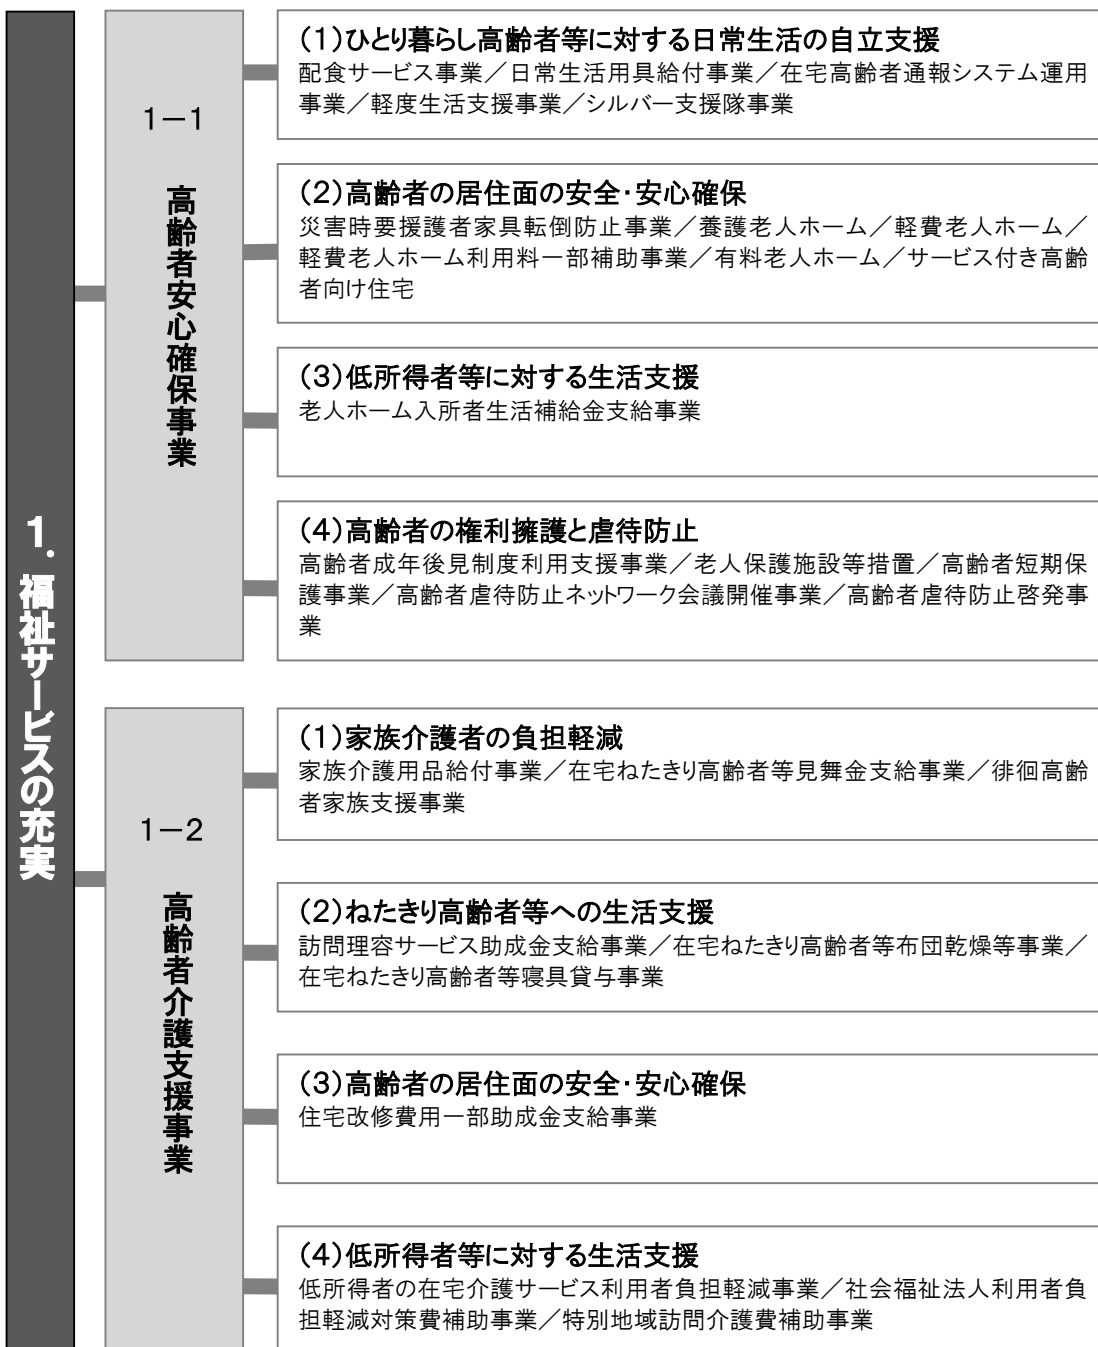 1. 福祉サービスの充実
1－1
高齢者安心確保事業
(1)ひとり暮らし高齢者等に対する日常生活の自立支援
配食サービス事業／日常生活用具給付事業／在宅高齢者通報システム運用
事業／軽度生活支援事業／シルバー支援隊事業
(2)高齢者の居住面の安全・安心確保
災害時要援護者家具転倒防止事業／養護老人ホーム／軽費老人ホーム／
軽費老人ホーム利用料一部補助事業／有料老人ホーム／サービス付き高齢
者向け住宅
(3)低所得者等に対する生活支援
老人ホーム入所者生活補給金支給事業
(4)高齢者の権利擁護と虐待防止
高齢者成年後見制度利用支援事業／老人保護施設等措置／高齢者短期保
護事業／高齢者虐待防止ネットワーク会議開催事業／高齢者虐待防止啓発事
業
1－2
高齢者介護支援事業
(1)家族介護者の負担軽減
家族介護用品給付事業／在宅ねたきり高齢者等見舞金支給事業／徘徊高齢
者家族支援事業
(2)ねたきり高齢者等への生活支援
訪問理容サービス助成金支給事業／在宅ねたきり高齢者等布団乾燥等事業／
在宅ねたきり高齢者等寝具貸与事業
(3)高齢者の居住面の安全・安心確保
住宅改修費用一部助成金支給事業
(4)低所得者等に対する生活支援
低所得者の在宅介護サービス利用者負担軽減事業／社会福祉法人利用者負
担軽減対策費補助事業／特別地域訪問介護費補助事業